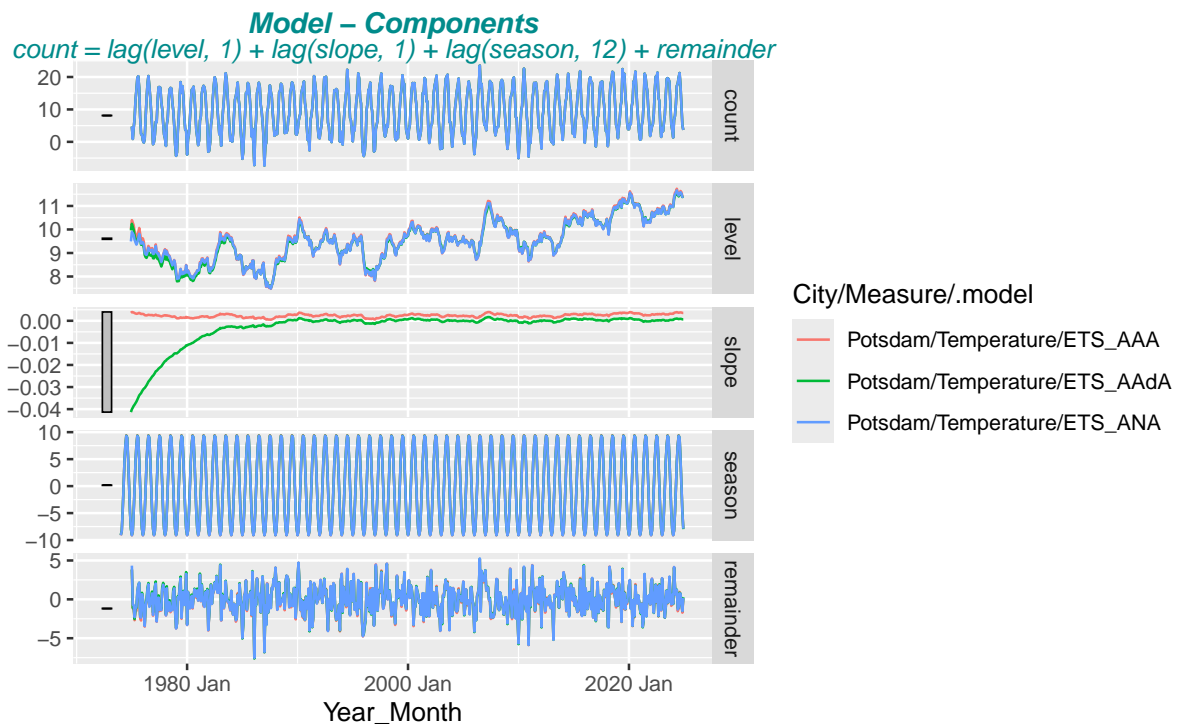 Model – Components
count = lag(level, 1) + lag(slope, 1) + lag(season, 12) + remainder
20
10
0
count
11
10
9
8
level
0.00
−0.01
−0.02
−0.03
−0.04
slope
10
5
0
−5
−10
season
5
0
−5
remainder
1980 Jan
2000 Jan
2020 Jan
Year_Month
City/Measure/.model
Potsdam/Temperature/ETS_AAA
Potsdam/Temperature/ETS_AAdA
Potsdam/Temperature/ETS_ANA